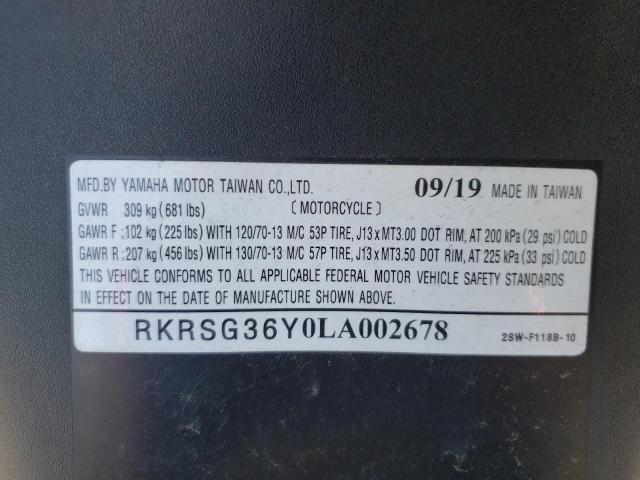 MFD.BY YAMAHA MOTOR TAIWAN CO.,LTD. 09/19 MADE IN TAIWAN
GVWR 309 kg (681 lbs) (MOTORCYCLE)
GAWR F :102 kg (225 lbs) WITH 120/70-13 M/C 53P TIRE, J13 x MT3.00 DOT RIM, AT 200 kPa (29 psi) COLD
GAWR R :207 kg (456 lbs) WITH 130/70-13 M/C 57P TIRE, J13 x MT3.50 DOT RIM, AT 225 kPa (33 psi) COLD
THIS VEHICLE CONFORMS TO ALL APPLICABLE FEDERAL MOTOR VEHICLE SAFETY STANDARDS
IN EFFECT ON THE DATE OF MANUFACTURE SHOWN ABOVE.
RKRSG36Y0LA002678 2SW-F118B-10